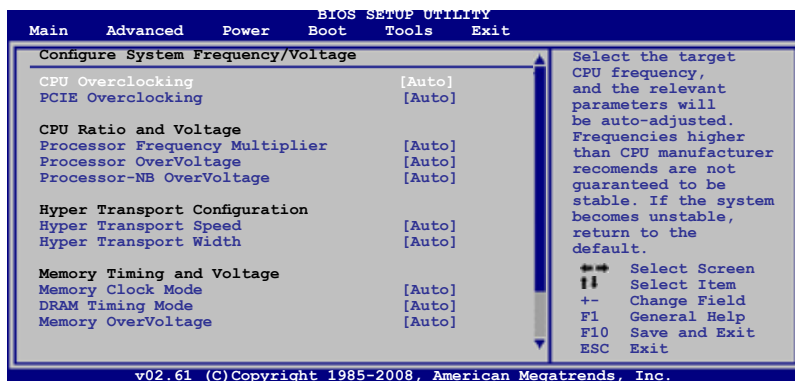 BIOS SETUP UTILITY
Main Advanced Power Boot Tools Exit
Configure System Frequency/Voltage
CPU Overclocking [Auto]
PCIE Overclocking [Auto]
CPU Ratio and Voltage
Processor Frequency Multiplier [Auto]
Processor OverVoltage [Auto]
Processor-NB OverVoltage [Auto]
Hyper Transport Configuration
Hyper Transport Speed [Auto]
Hyper Transport Width [Auto]
Memory Timing and Voltage
Memory Clock Mode [Auto]
DRAM Timing Mode [Auto]
Memory OverVoltage [Auto]
Select the target
CPU frequency,
and the relevant
parameters will
be auto-adjusted.
Frequencies higher
than CPU manufacturer
recomends are not
guaranteed to be
stable. If the system
becomes unstable,
return to the
default.
Select Screen
Select Item
+- Change Field
F1 General Help
F10 Save and Exit
ESC Exit
v02.61 (C)Copyright 1985-2008, American Megatrends, Inc.